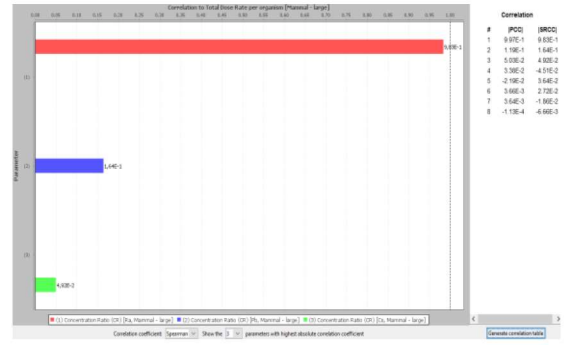 Correlation to Total Dose Rate per organism [Mammal - large]
0.00 0.05 0.10 0.15 0.20 0.25 0.30 0.35 0.40 0.45 0.50 0.55 0.60 0.65 0.70 0.75 0.80 0.85 0.90 0.95 1.00
9,83E-1
(1)
Parameter
(2)
1,64E-1
(3)
(1) Concentration Ratio (CR) [Ra, Mammal - large] (2) Concentration Ratio (CR) [Pb, Mammal - large] (3) Concentration Ratio (CR) [Co, Mammal - large]
Correlation coefficient Spearman Show the 3 parameters with highest absolute correlation coefficient
Correlation
# |PCC| |SRCC|
1 9.97E-1 9.83E-1
2 1.19E-1 1.64E-1
3 5.03E-2 4.92E-2
4 3.38E-2 -4.51E-2
5 -2.19E-2 3.64E-2
6 3.66E-3 2.72E-2
7 3.64E-3 -1.86E-2
8 -1.13E-4 -6.66E-3
Generate correlation table